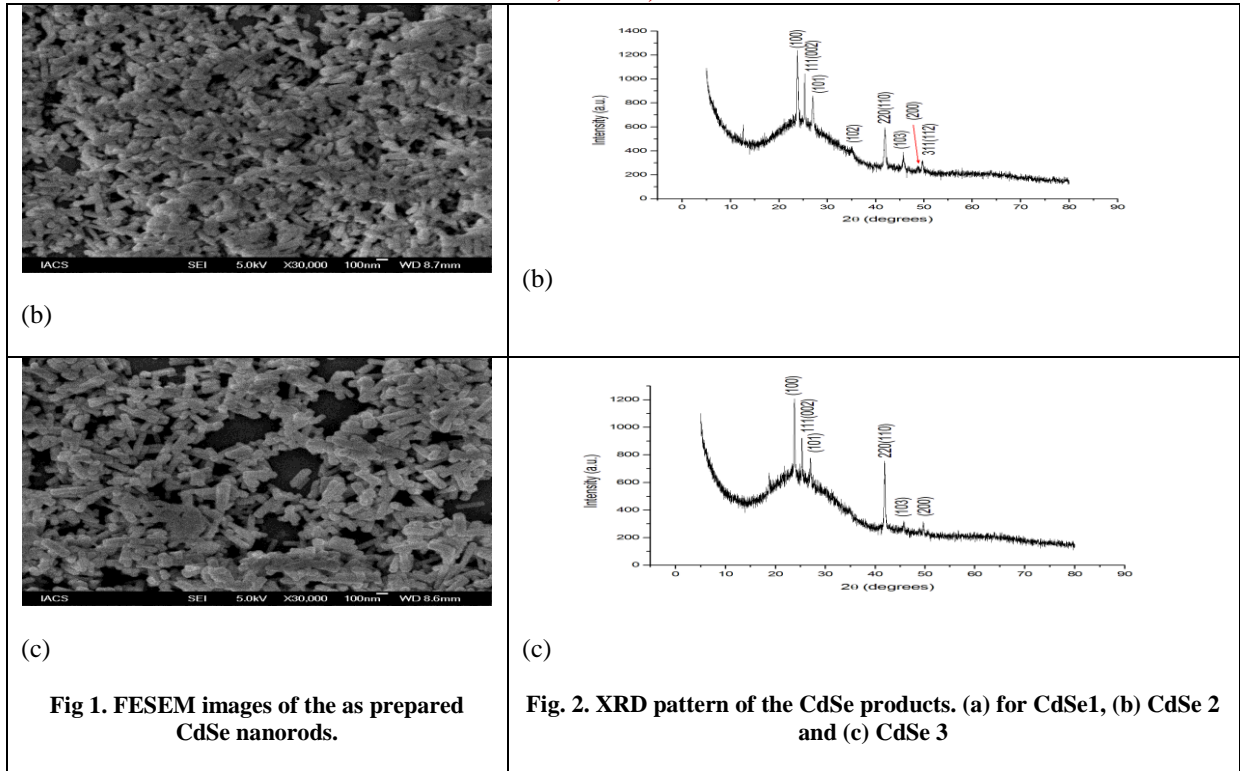 IACS SEI 5.0kV X30,000 100nm WD 8.7mm
(b)
1400
1200
1000
800
600
400
200
0
Intensity (a.u.)
(100)
111(002)
(101)
(102)
220(110)
(103)
(200)
311(112)
0 10 20 30 40 50 60 70 80 90
2θ (degrees)
(b)
IACS SEI 5.0kV X30,000 100nm WD 8.6mm
(c)
Fig 1. FESEM images of the as prepared
CdSe nanorods.
1200
1000
800
600
400
200
0
Intensity (a.u.)
(100)
111(002)
(101)
220(110)
(103)
(200)
0 10 20 30 40 50 60 70 80 90
2θ (degrees)
(c)
Fig. 2. XRD pattern of the CdSe products. (a) for CdSe1, (b) CdSe 2
and (c) CdSe 3